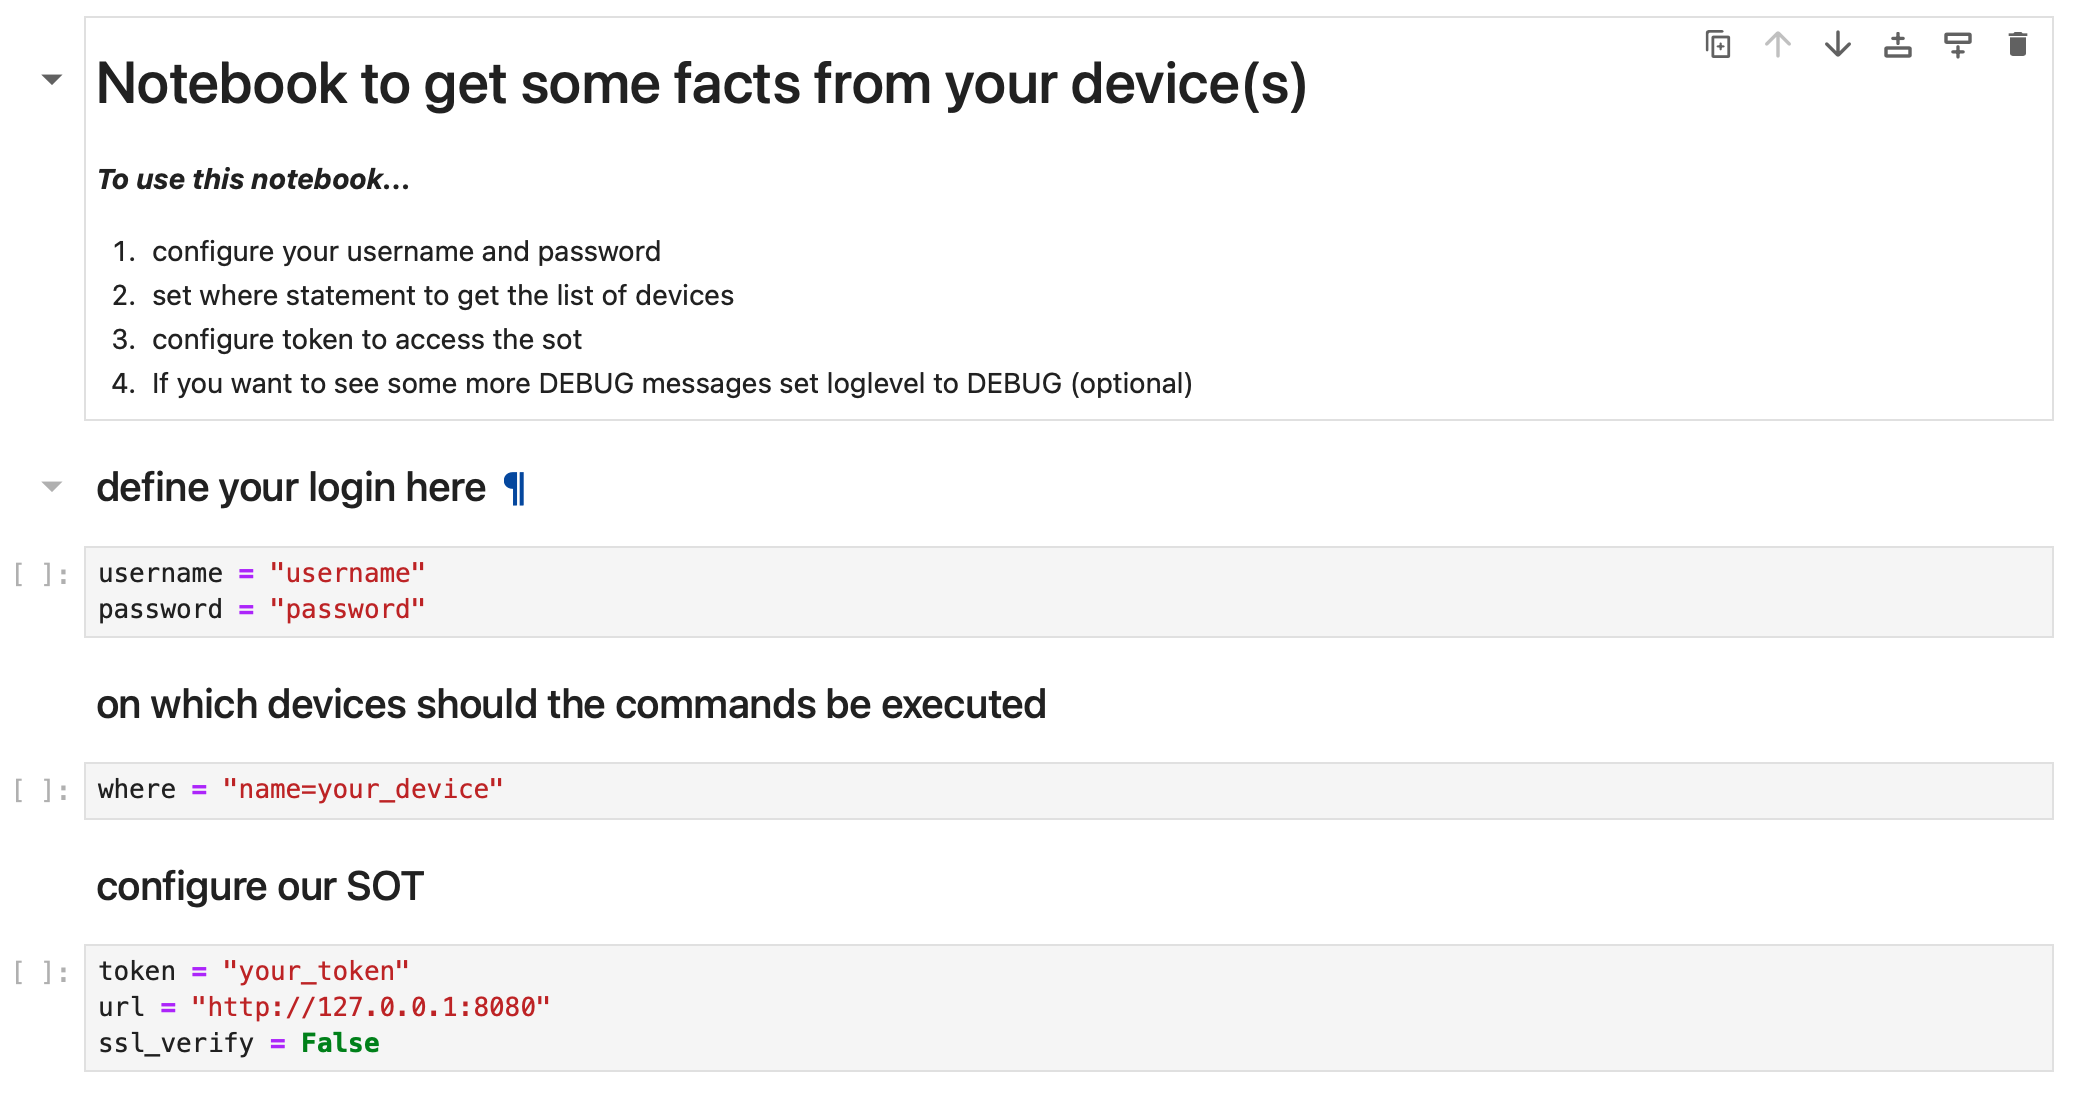 Notebook to get some facts from your device(s)
To use this notebook...
1. configure your username and password
2. set where statement to get the list of devices
3. configure token to access the sot
4. If you want to see some more DEBUG messages set loglevel to DEBUG (optional)
define your login here ¶
[ ]: username = "username"
password = "password"
on which devices should the commands be executed
[ ]: where = "name=your_device"
configure our SOT
[ ]: token = "your_token"
url = "http://127.0.0.1:8080"
ssl_verify = False